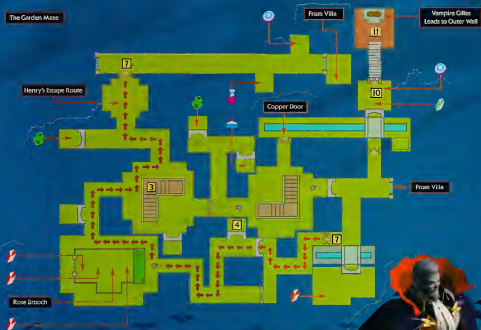 The Garden Maze
From Villa
Vampire Gilles
Leads to Outer Wall
11
7
Henry's Escape Route
10
Copper Door
3
From Villa
4
7
Rose Brooch